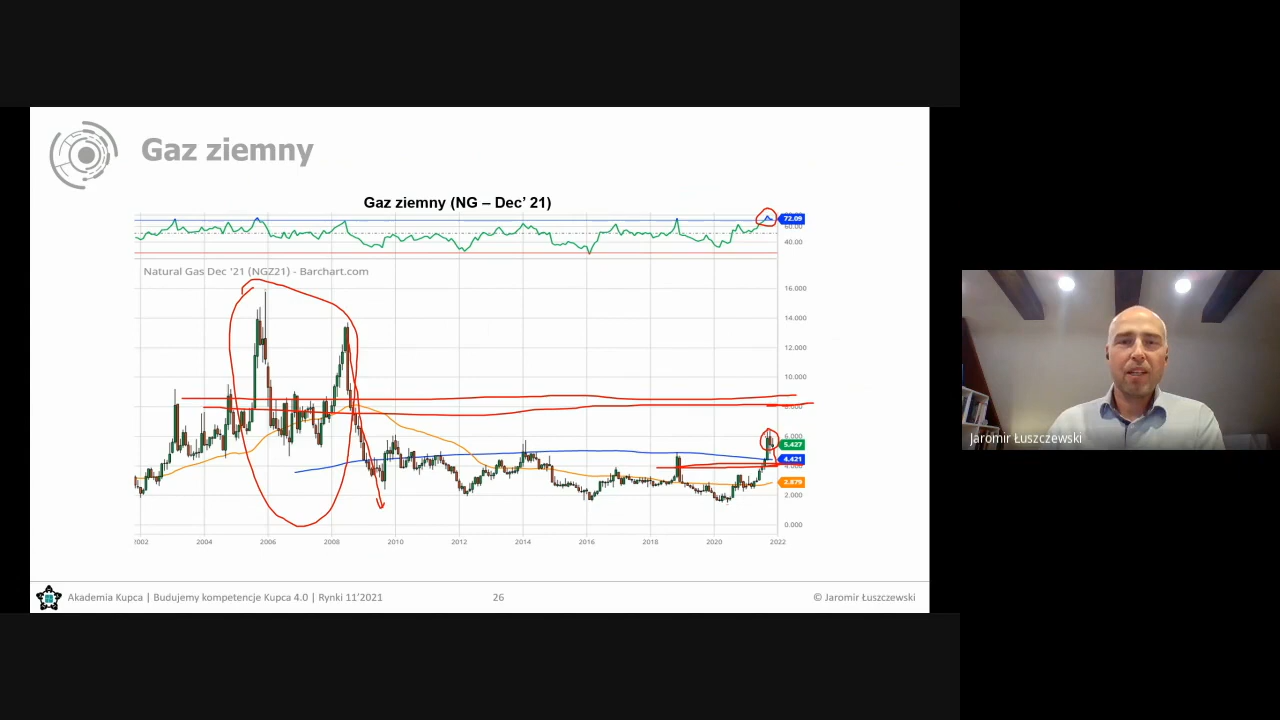 Gaz ziemny
Gaz ziemny (NG – Dec’ 21)
72.09
60.00
40.00
Natural Gas Dec '21 (NGZ21) - Barchart.com
16.000
14.000
12.000
10.000
8.000
6.000
5.427
4.421
4.000
2.879
2.000
0.000
2002 2004 2006 2008 2010 2012 2014 2016 2018 2020 2022
Akademia Kupca | Budujemy kompetencje Kupca 4.0 | Rynki 11’2021 26 © Jaromir Łuszczewski
Jaromir Łuszczewski